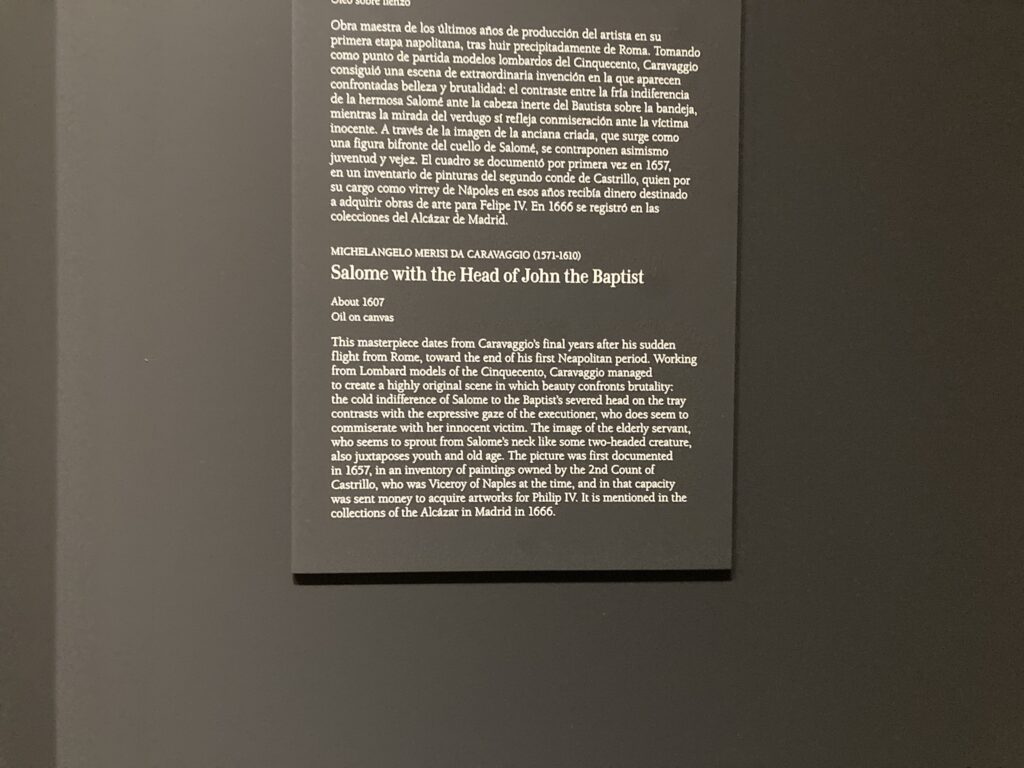 Óleo sobre lienzo
Obra maestra de los últimos años de producción del artista en su
primera etapa napolitana, tras huir precipitadamente de Roma. Tomando
como punto de partida modelos lombardos del Cinquecento, Caravaggio
consiguió una escena de extraordinaria invención en la que aparecen
confrontadas belleza y brutalidad: el contraste entre la fría indiferencia
de la hermosa Salomé ante la cabeza inerte del Bautista sobre la bandeja,
mientras la mirada del verdugo sí refleja conmiseración ante la víctima
inocente. A través de la imagen de la anciana criada, que surge como
una figura bifronte del cuello de Salomé, se contraponen asimismo
juventud y vejez. El cuadro se documentó por primera vez en 1657,
en un inventario de pinturas del segundo conde de Castrillo, quien por
su cargo como virrey de Nápoles en esos años recibía dinero destinado
a adquirir obras de arte para Felipe IV. En 1666 se registró en las
colecciones del Alcázar de Madrid.
MICHELANGELO MERISI DA CARAVAGGIO (1571-1610)
Salome with the Head of John the Baptist
About 1607
Oil on canvas
This masterpiece dates from Caravaggio's final years after his sudden
flight from Rome, toward the end of his first Neapolitan period. Working
from Lombard models of the Cinquecento, Caravaggio managed
to create a highly original scene in which beauty confronts brutality:
the cold indifference of Salome to the Baptist's severed head on the tray
contrasts with the expressive gaze of the executioner, who does seem to
commiserate with her innocent victim. The image of the elderly servant,
who seems to sprout from Salome's neck like some two-headed creature,
also juxtaposes youth and old age. The picture was first documented
in 1657, in an inventory of paintings owned by the 2nd Count of
Castrillo, who was Viceroy of Naples at the time, and in that capacity
was sent money to acquire artworks for Philip IV. It is mentioned in the
collections of the Alcázar in Madrid in 1666.